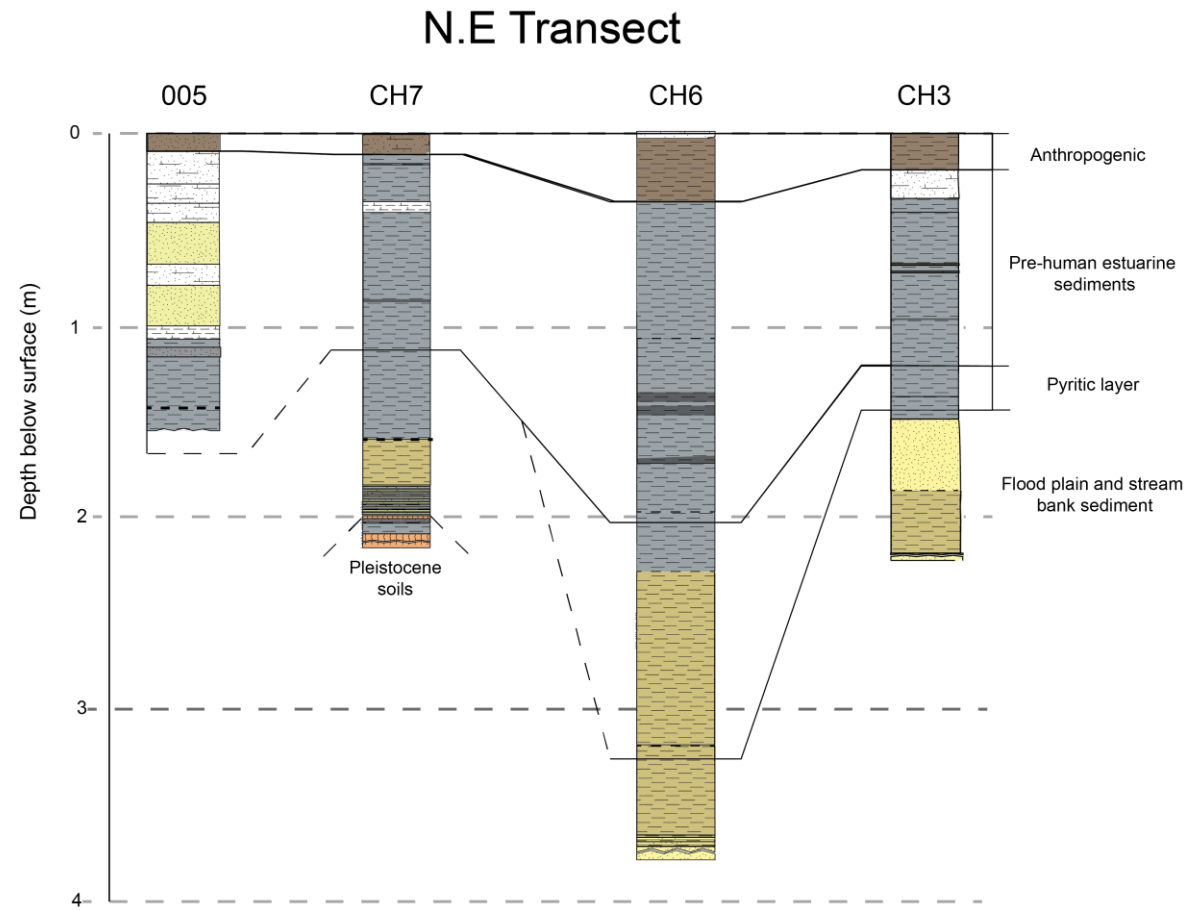 N.E Transect
005
CH7
CH6
CH3
0
Anthropogenic
Pre-human estuarine
sediments
1
Pyritic layer
Depth below surface (m)
Flood plain and stream
bank sediment
2
Pleistocene
soils
3
4